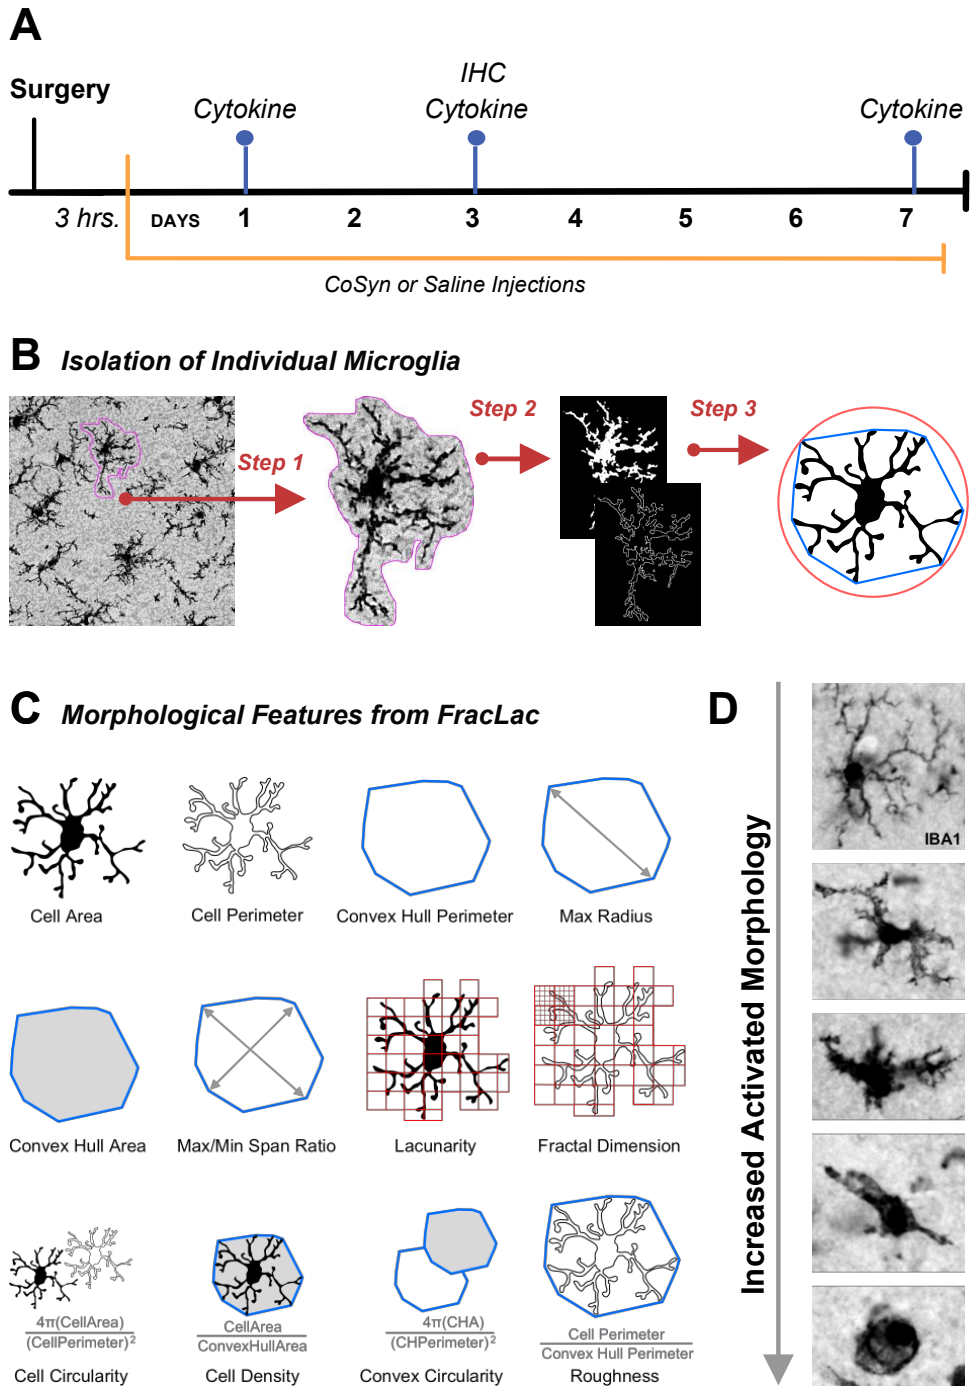 A
Surgery
Cytokine
IHC
Cytokine
Cytokine
3 hrs.
DAYS 1 2 3 4 5 6 7
CoSyn or Saline Injections
B Isolation of Individual Microglia
Step 1
Step 2
Step 3
C Morphological Features from FracLac
Cell Area
Cell Perimeter
Convex Hull Perimeter
Max Radius
Convex Hull Area
Max/Min Span Ratio
Lacunarity
Fractal Dimension
4π(CellArea)
(CellPerimeter)²
Cell Circularity
CellArea
ConvexHullArea
Cell Density
4π(CHA)
(CHPerimeter)²
Convex Circularity
Cell Perimeter
Convex Hull Perimeter
Roughness
D
Increased Activated Morphology
IBA1